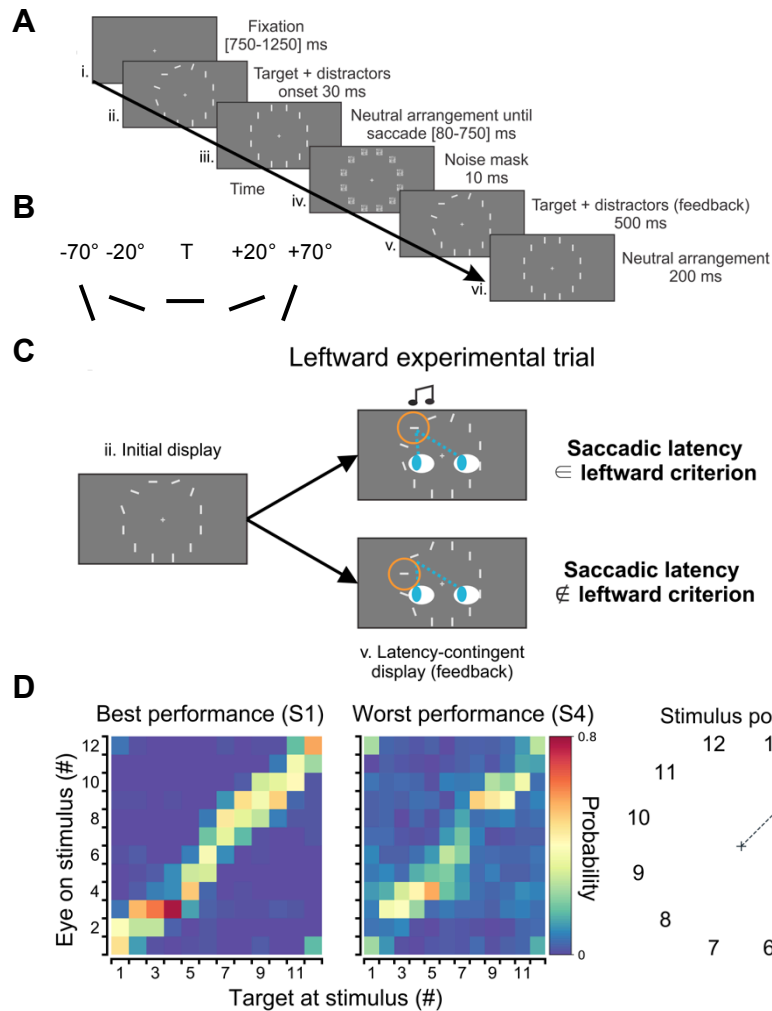 A
Fixation
[750-1250] ms
i.
Target + distractors
onset 30 ms
ii.
Neutral arrangement until
saccade [80-750] ms
iii.
Noise mask
10 ms
Time
iv.
Target + distractors (feedback)
500 ms
v.
Neutral arrangement
200 ms
vi.
B
-70° -20° T +20° +70°
C
Leftward experimental trial
ii. Initial display
Saccadic latency
∈ leftward criterion
Saccadic latency
∉ leftward criterion
v. Latency-contingent
display (feedback)
D
Best performance (S1)
Worst performance (S4)
Stimulus po
Eye on stimulus (#)
12
10
8
6
4
2
1 3 5 7 9 11
1 3 5 7 9 11
Target at stimulus (#)
0.8
Probability
0
12 1
11
10
9
8
7 6